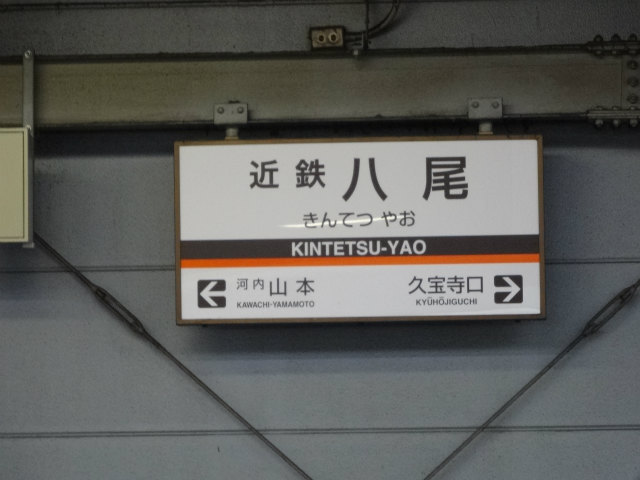 近鉄 八尾
きんてつ やお
KINTETSU-YAO
河内山本 久宝寺口
KAWACHI-YAMAMOTO KYŪHŌJIGUCHI